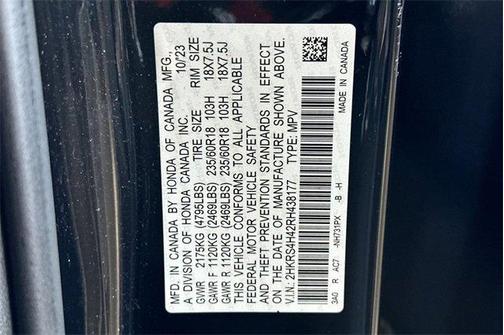 MFD. IN CANADA BY HONDA OF CANADA MFG.,
A DIVISION OF HONDA CANADA INC. 10/23
GVWR 2175KG (4795LBS) TIRE SIZE RIM SIZE
GAWR F 1120KG (2469LBS) 235/60R18 103H 18X7.5J
GAWR R 1120KG (2469LBS) 235/60R18 103H 18X7.5J
THIS VEHICLE CONFORMS TO ALL APPLICABLE
FEDERAL MOTOR VEHICLE SAFETY
AND THEFT PREVENTION STANDARDS IN EFFECT
ON THE DATE OF MANUFACTURE SHOWN ABOVE.
V.I.N.: 2HKRS4H42RH438177 TYPE: MPV
3A0 R AC7 -NH731PX -B -H MADE IN CANADA